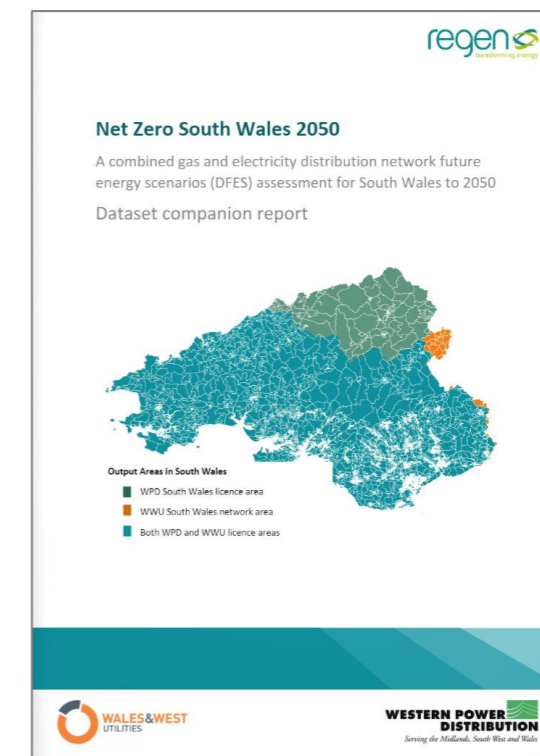 regen
transforming energy
Net Zero South Wales 2050
A combined gas and electricity distribution network future
energy scenarios (DFES) assessment for South Wales to 2050
Dataset companion report
Output Areas in South Wales
WPD South Wales licence area
WWU South Wales network area
Both WPD and WWU licence areas
WALES&WEST
UTILITIES
WESTERN POWER
DISTRIBUTION
Serving the Midlands, South West and Wales